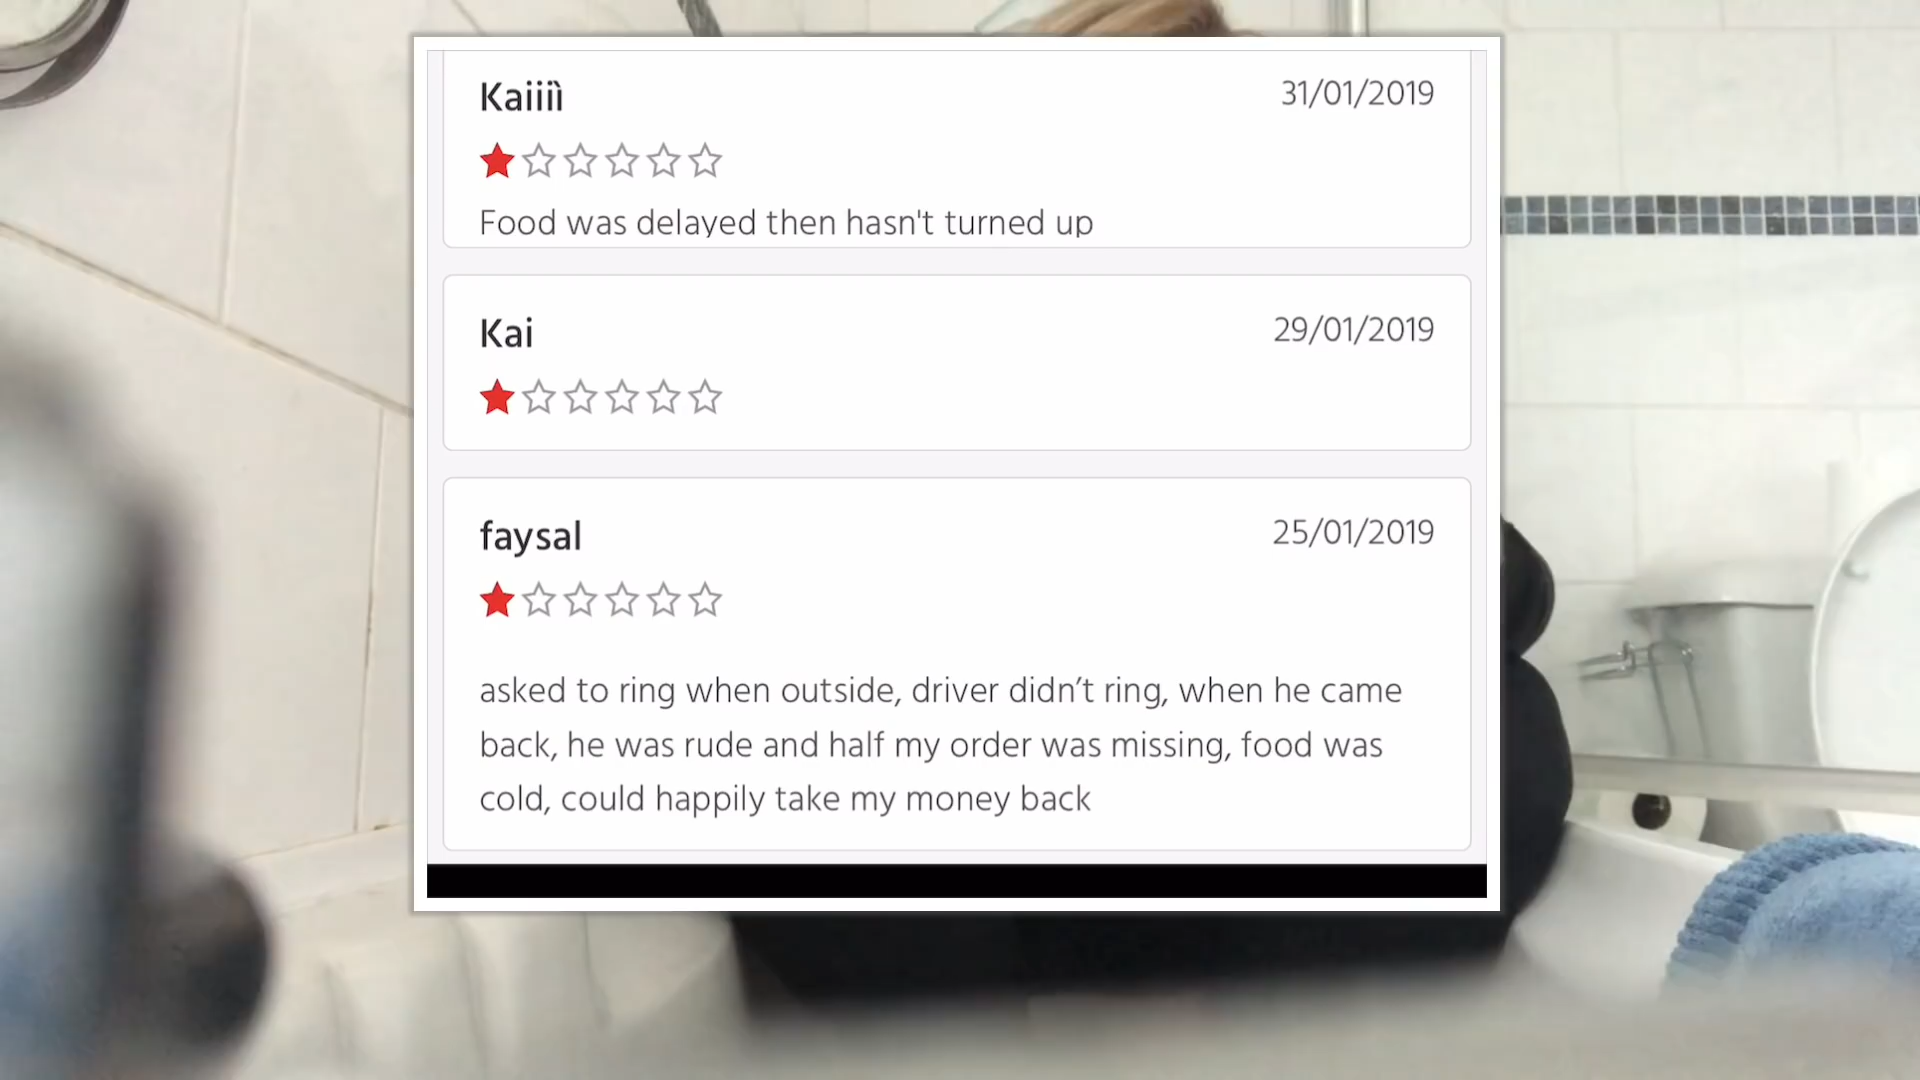 Kaiiiì
31/01/2019
Food was delayed then hasn't turned up
Kai
29/01/2019
faysal
25/01/2019
asked to ring when outside, driver didn’t ring, when he came
back, he was rude and half my order was missing, food was
cold, could happily take my money back